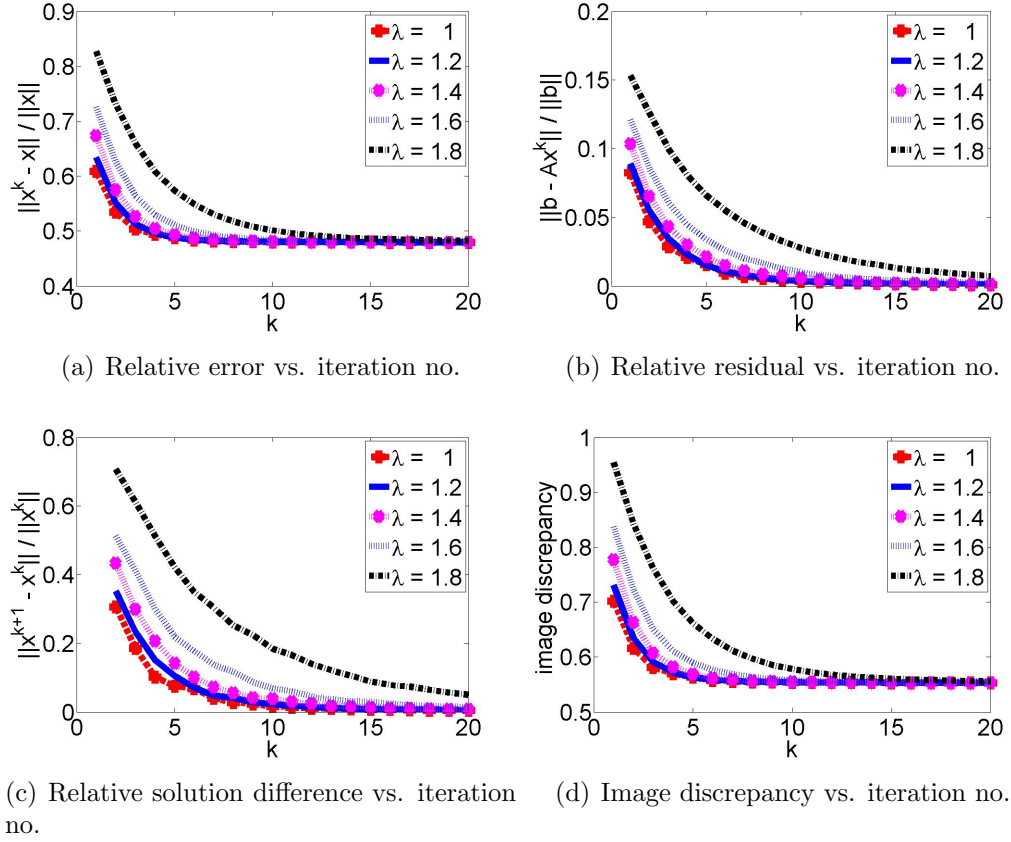 ||x^k - x|| / ||x||
0.9
0.8
0.7
0.6
0.5
0.4
0 5 10 15 20
k
λ = 1
λ = 1.2
λ = 1.4
λ = 1.6
λ = 1.8
(a) Relative error vs. iteration no.
||b - Ax^k|| / ||b||
0.2
0.15
0.1
0.05
0
0 5 10 15 20
k
λ = 1
λ = 1.2
λ = 1.4
λ = 1.6
λ = 1.8
(b) Relative residual vs. iteration no.
||x^{k+1} - x^k|| / ||x^k||
0.8
0.6
0.4
0.2
0
0 5 10 15 20
k
λ = 1
λ = 1.2
λ = 1.4
λ = 1.6
λ = 1.8
(c) Relative solution difference vs. iteration
no.
image discrepancy
1
0.9
0.8
0.7
0.6
0.5
0 5 10 15 20
k
λ = 1
λ = 1.2
λ = 1.4
λ = 1.6
λ = 1.8
(d) Image discrepancy vs. iteration no.